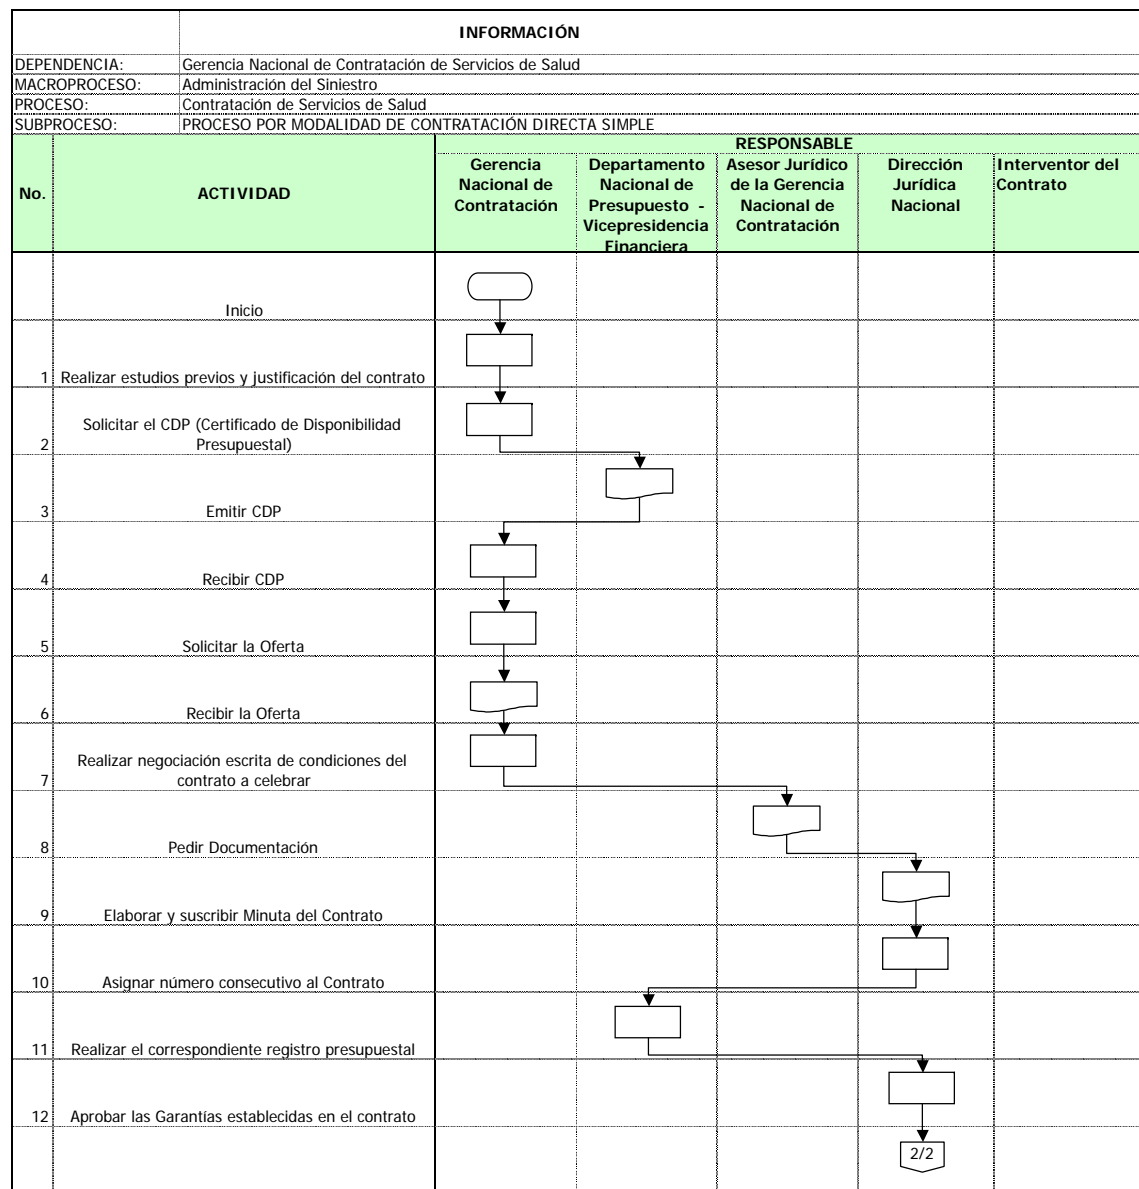 INFORMACIÓN
DEPENDENCIA: Gerencia Nacional de Contratación de Servicios de Salud
MACROPROCESO: Administración del Siniestro
PROCESO: Contratación de Servicios de Salud
SUBPROCESO: PROCESO POR MODALIDAD DE CONTRATACIÓN DIRECTA SIMPLE
No.
ACTIVIDAD
RESPONSABLE
Gerencia
Nacional de
Contratación
Departamento
Nacional de
Presupuesto -
Vicepresidencia
Financiera
Asesor Jurídico
de la Gerencia
Nacional de
Contratación
Dirección
Jurídica
Nacional
Interventor del
Contrato
Inicio
1 Realizar estudios previos y justificación del contrato
Solicitar el CDP (Certificado de Disponibilidad
2 Presupuestal)
3 Emitir CDP
4 Recibir CDP
5 Solicitar la Oferta
6 Recibir la Oferta
Realizar negociación escrita de condiciones del
7 contrato a celebrar
8 Pedir Documentación
9 Elaborar y suscribir Minuta del Contrato
10 Asignar número consecutivo al Contrato
11 Realizar el correspondiente registro presupuestal
12 Aprobar las Garantías establecidas en el contrato
2/2